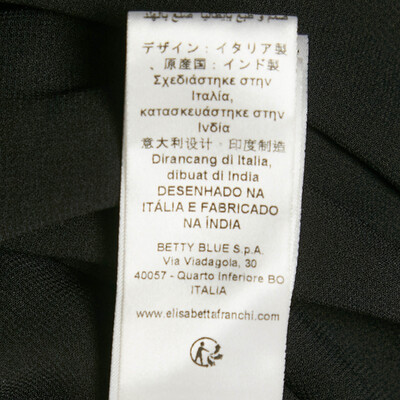 デザイン：イタリア製
、原産国：インド製
Σχεδιάστηκε στην
Ιταλία,
κατασκευάστηκε στην
Ινδία
意大利设计，印度制造
Dirancang di Italia,
dibuat di India
DESENHADO NA
ITÁLIA E FABRICADO
NA ÍNDIA
BETTY BLUE S.p.A.
Via Viadagola, 30
40057 - Quarto Inferiore BO
ITALIA
www.elisabettafranchi.com